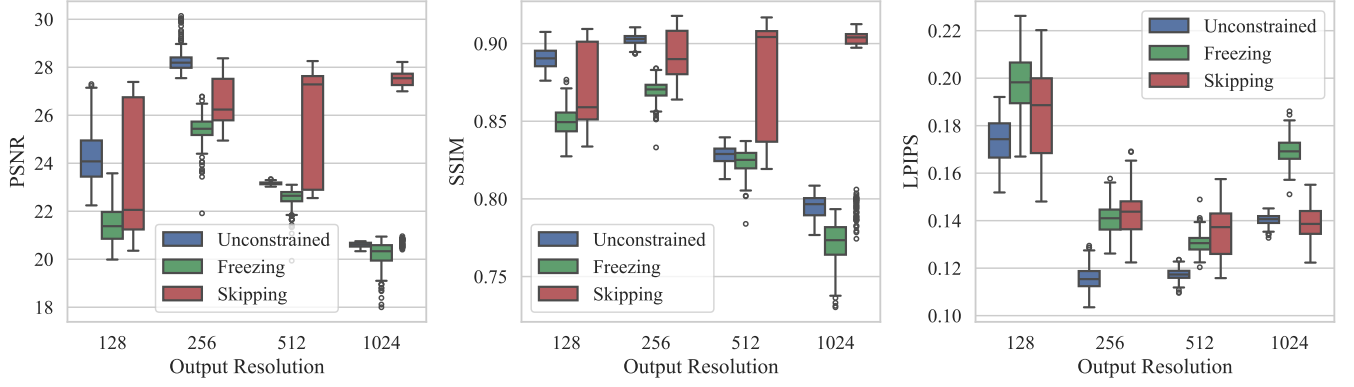 PSNR
30
28
26
24
22
20
18
128 256 512 1024
Output Resolution
Unconstrained
Freezing
Skipping
SSIM
0.90
0.85
0.80
0.75
128 256 512 1024
Output Resolution
Unconstrained
Freezing
Skipping
LPIPS
0.22
0.20
0.18
0.16
0.14
0.12
0.10
128 256 512 1024
Output Resolution
Unconstrained
Freezing
Skipping